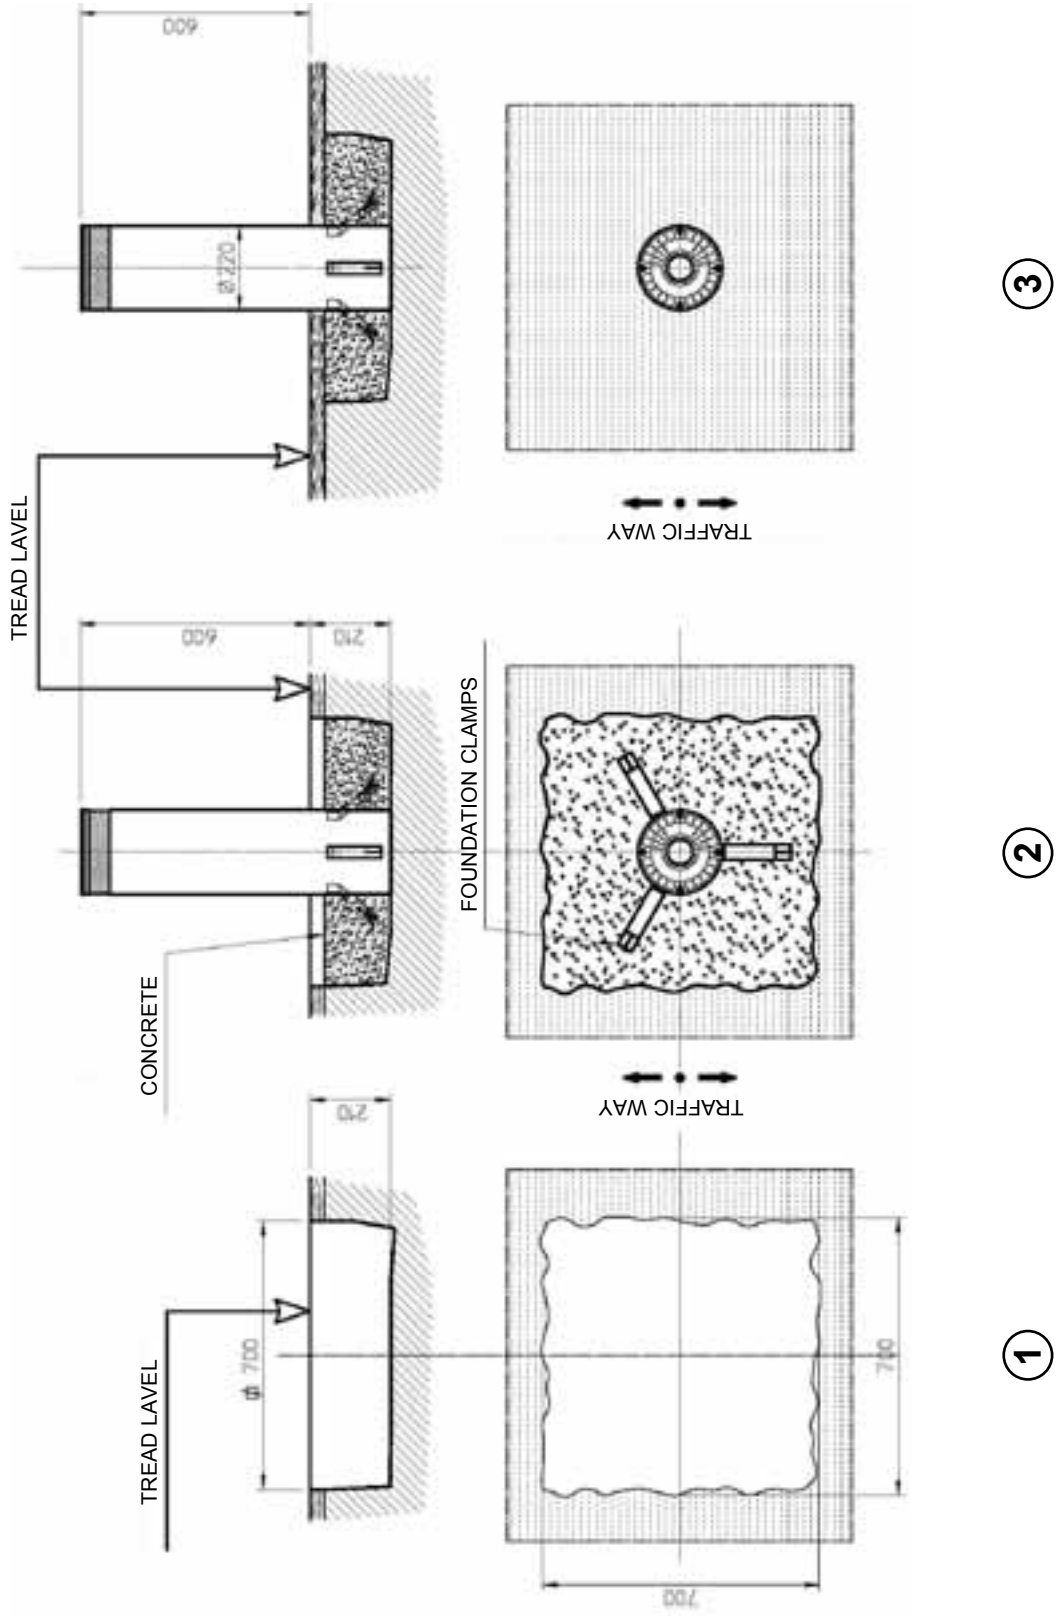 TREAD LAVEL
⌀ 700
210
700
700
1
TREAD LAVEL
CONCRETE
600
210
FOUNDATION CLAMPS
TRAFFIC WAY
2
600
Ø 220
TRAFFIC WAY
3